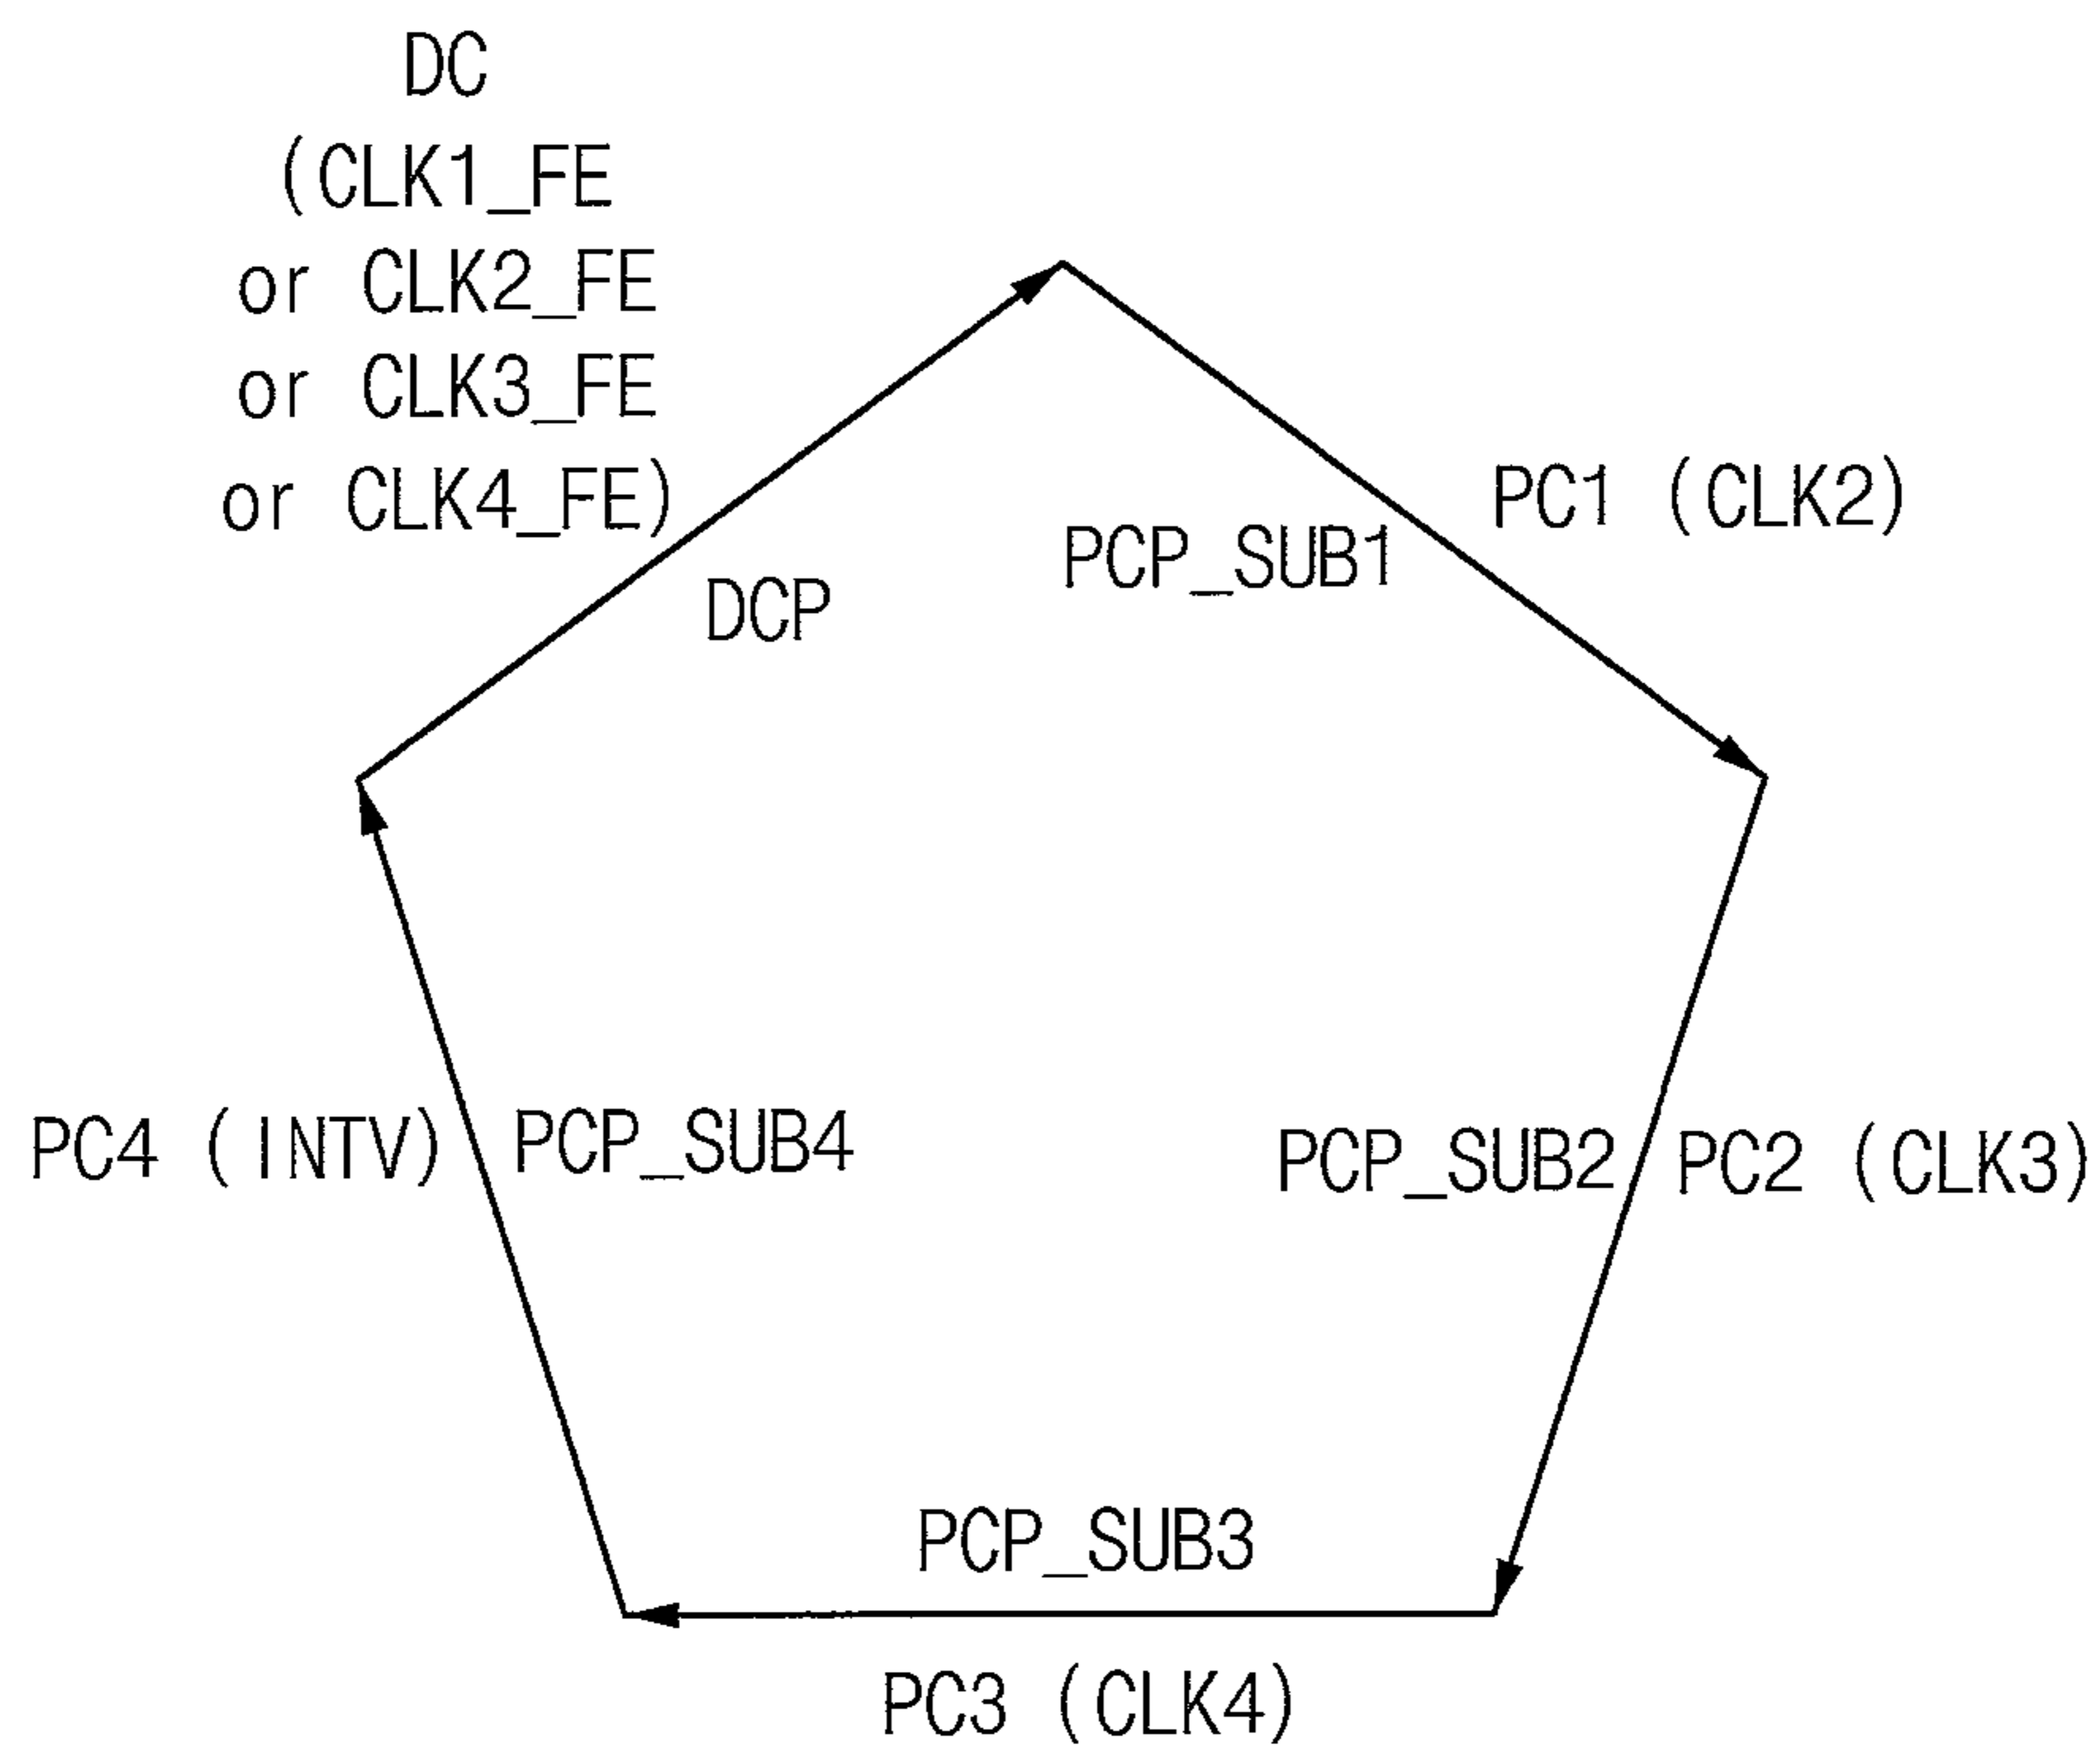 DC
(CLK1_FE
or CLK2_FE
or CLK3_FE
or CLK4_FE)
DCP
PCP_SUB1
PC1 (CLK2)
PC4 (INTV)
PCP_SUB4
PCP_SUB2
PC2 (CLK3)
PCP_SUB3
PC3 (CLK4)